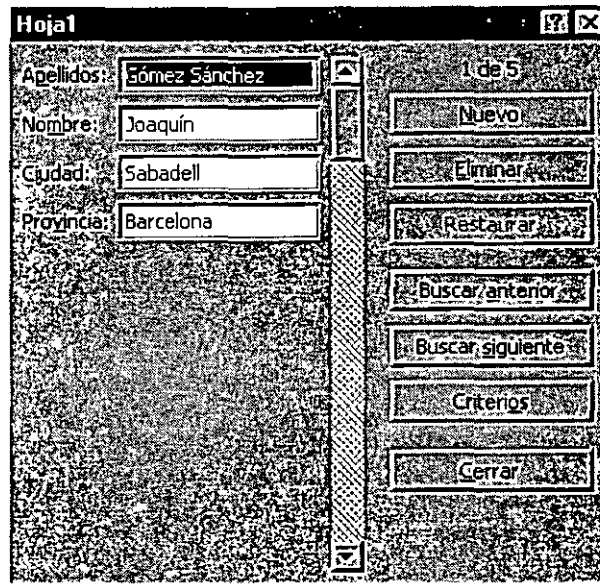 Hoja1
Apellidos: Gómez Sánchez
Nombre: Joaquín
Ciudad: Sabadell
Provincia: Barcelona
1 de 5
Nuevo
Eliminar
Restaurar
Buscar anterior
Buscar siguiente
Criterios
Cerrar